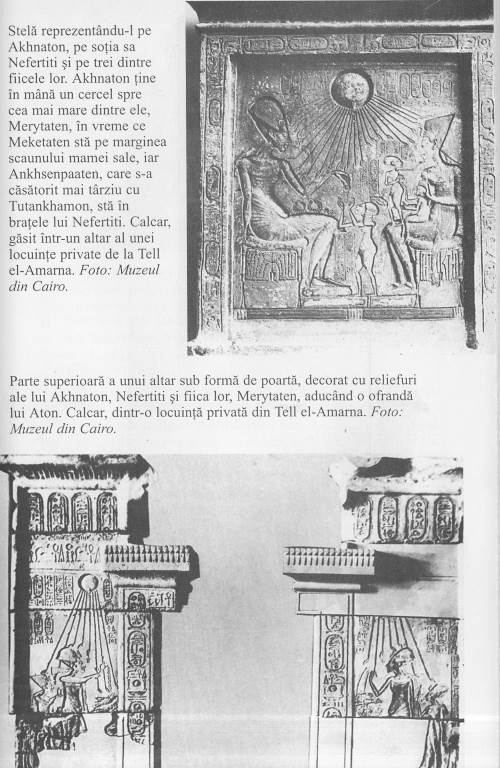 Stelă reprezentându-l pe
Akhnaton, pe soția sa
Nefertiti și pe trei dintre
fiicele lor. Akhnaton ține
în mână un cercel spre
cea mai mare dintre ele,
Merytaten, în vreme ce
Meketaten stă pe marginea
scaunului mamei sale, iar
Ankhsenpaaten, care s-a
căsătorit mai târziu cu
Tutankhamon, stă în
brațele lui Nefertiti. Calcar,
găsit într-un altar al unei
locuințe private de la Tell
el-Amarna. Foto: Muzeul
din Cairo.
Parte superioară a unui altar sub formă de poartă, decorat cu reliefuri
ale lui Akhnaton, Nefertiti și fiica lor, Merytaten, aducând o ofrandă
lui Aton. Calcar, dintr-o locuință privată din Tell el-Amarna. Foto:
Muzeul din Cairo.